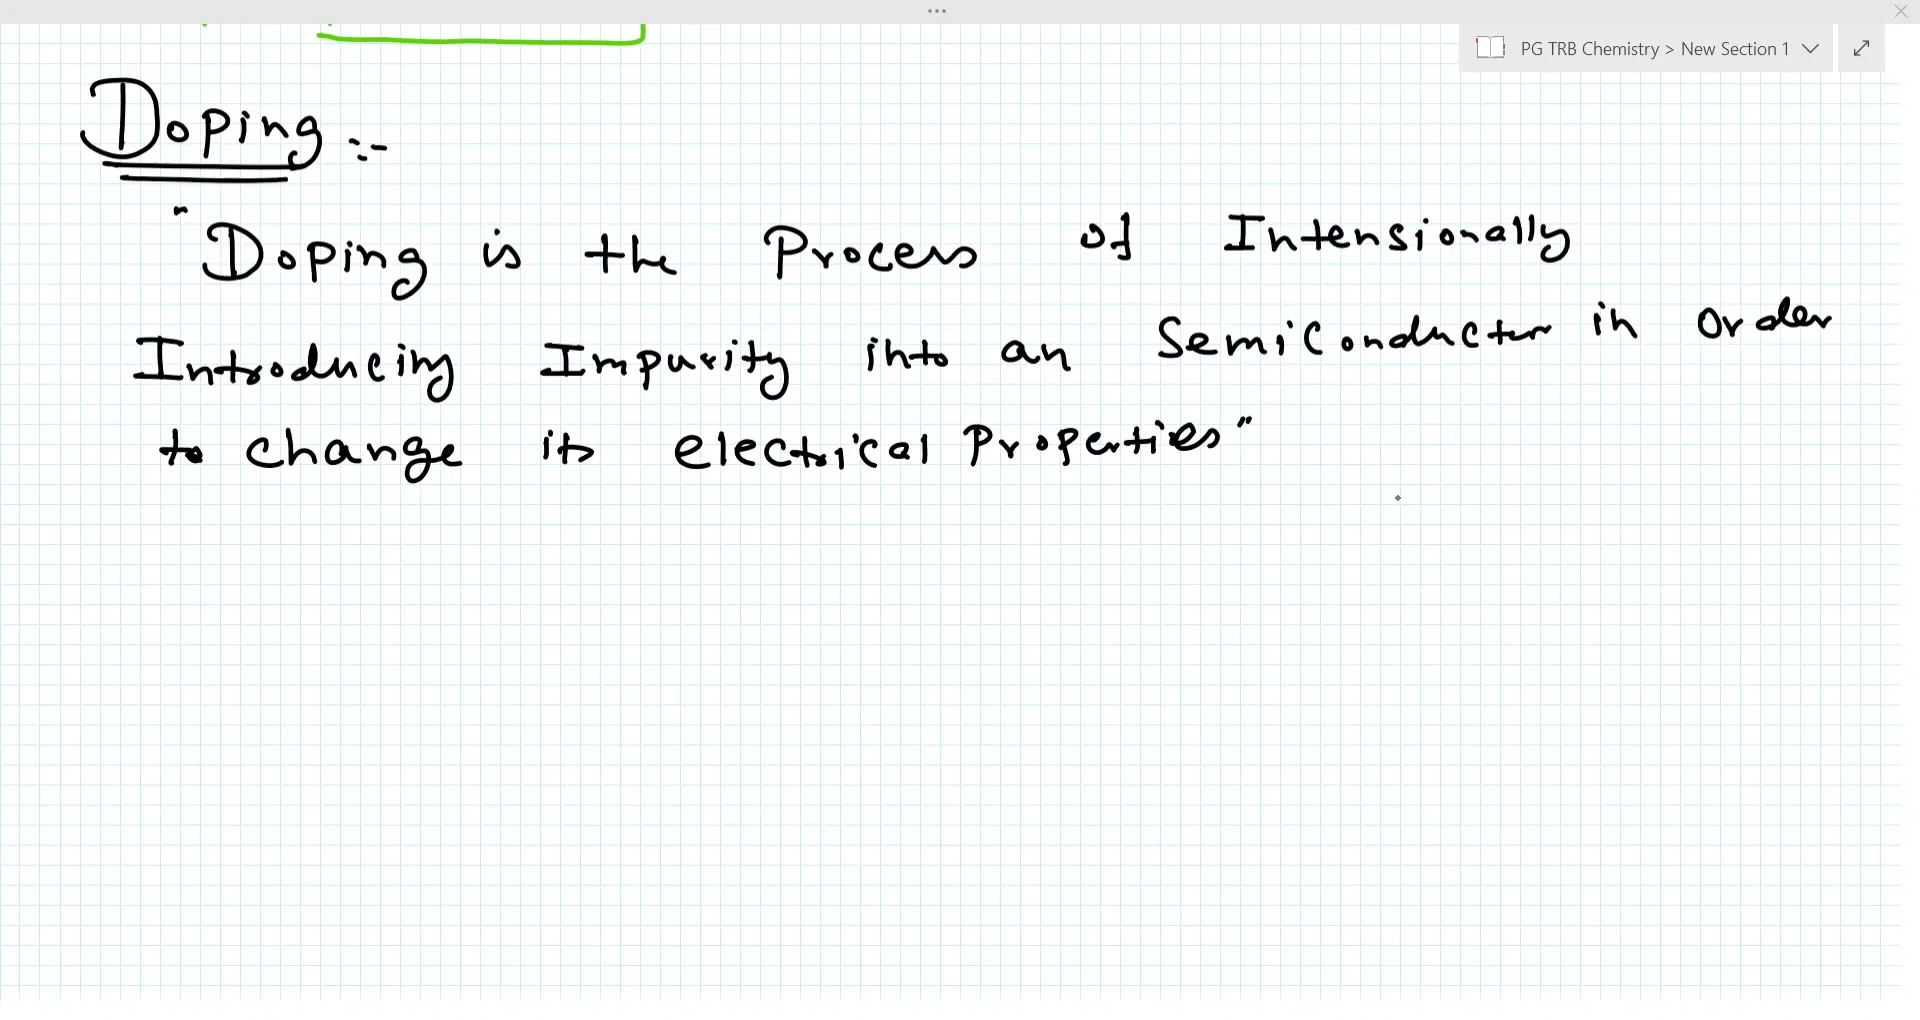 PG TRB Chemistry > New Section 1
Doping :-
"Doping is the Process of Intensionally
Introducing Impurity into an Semiconductor in order
to change its electrical Properties"